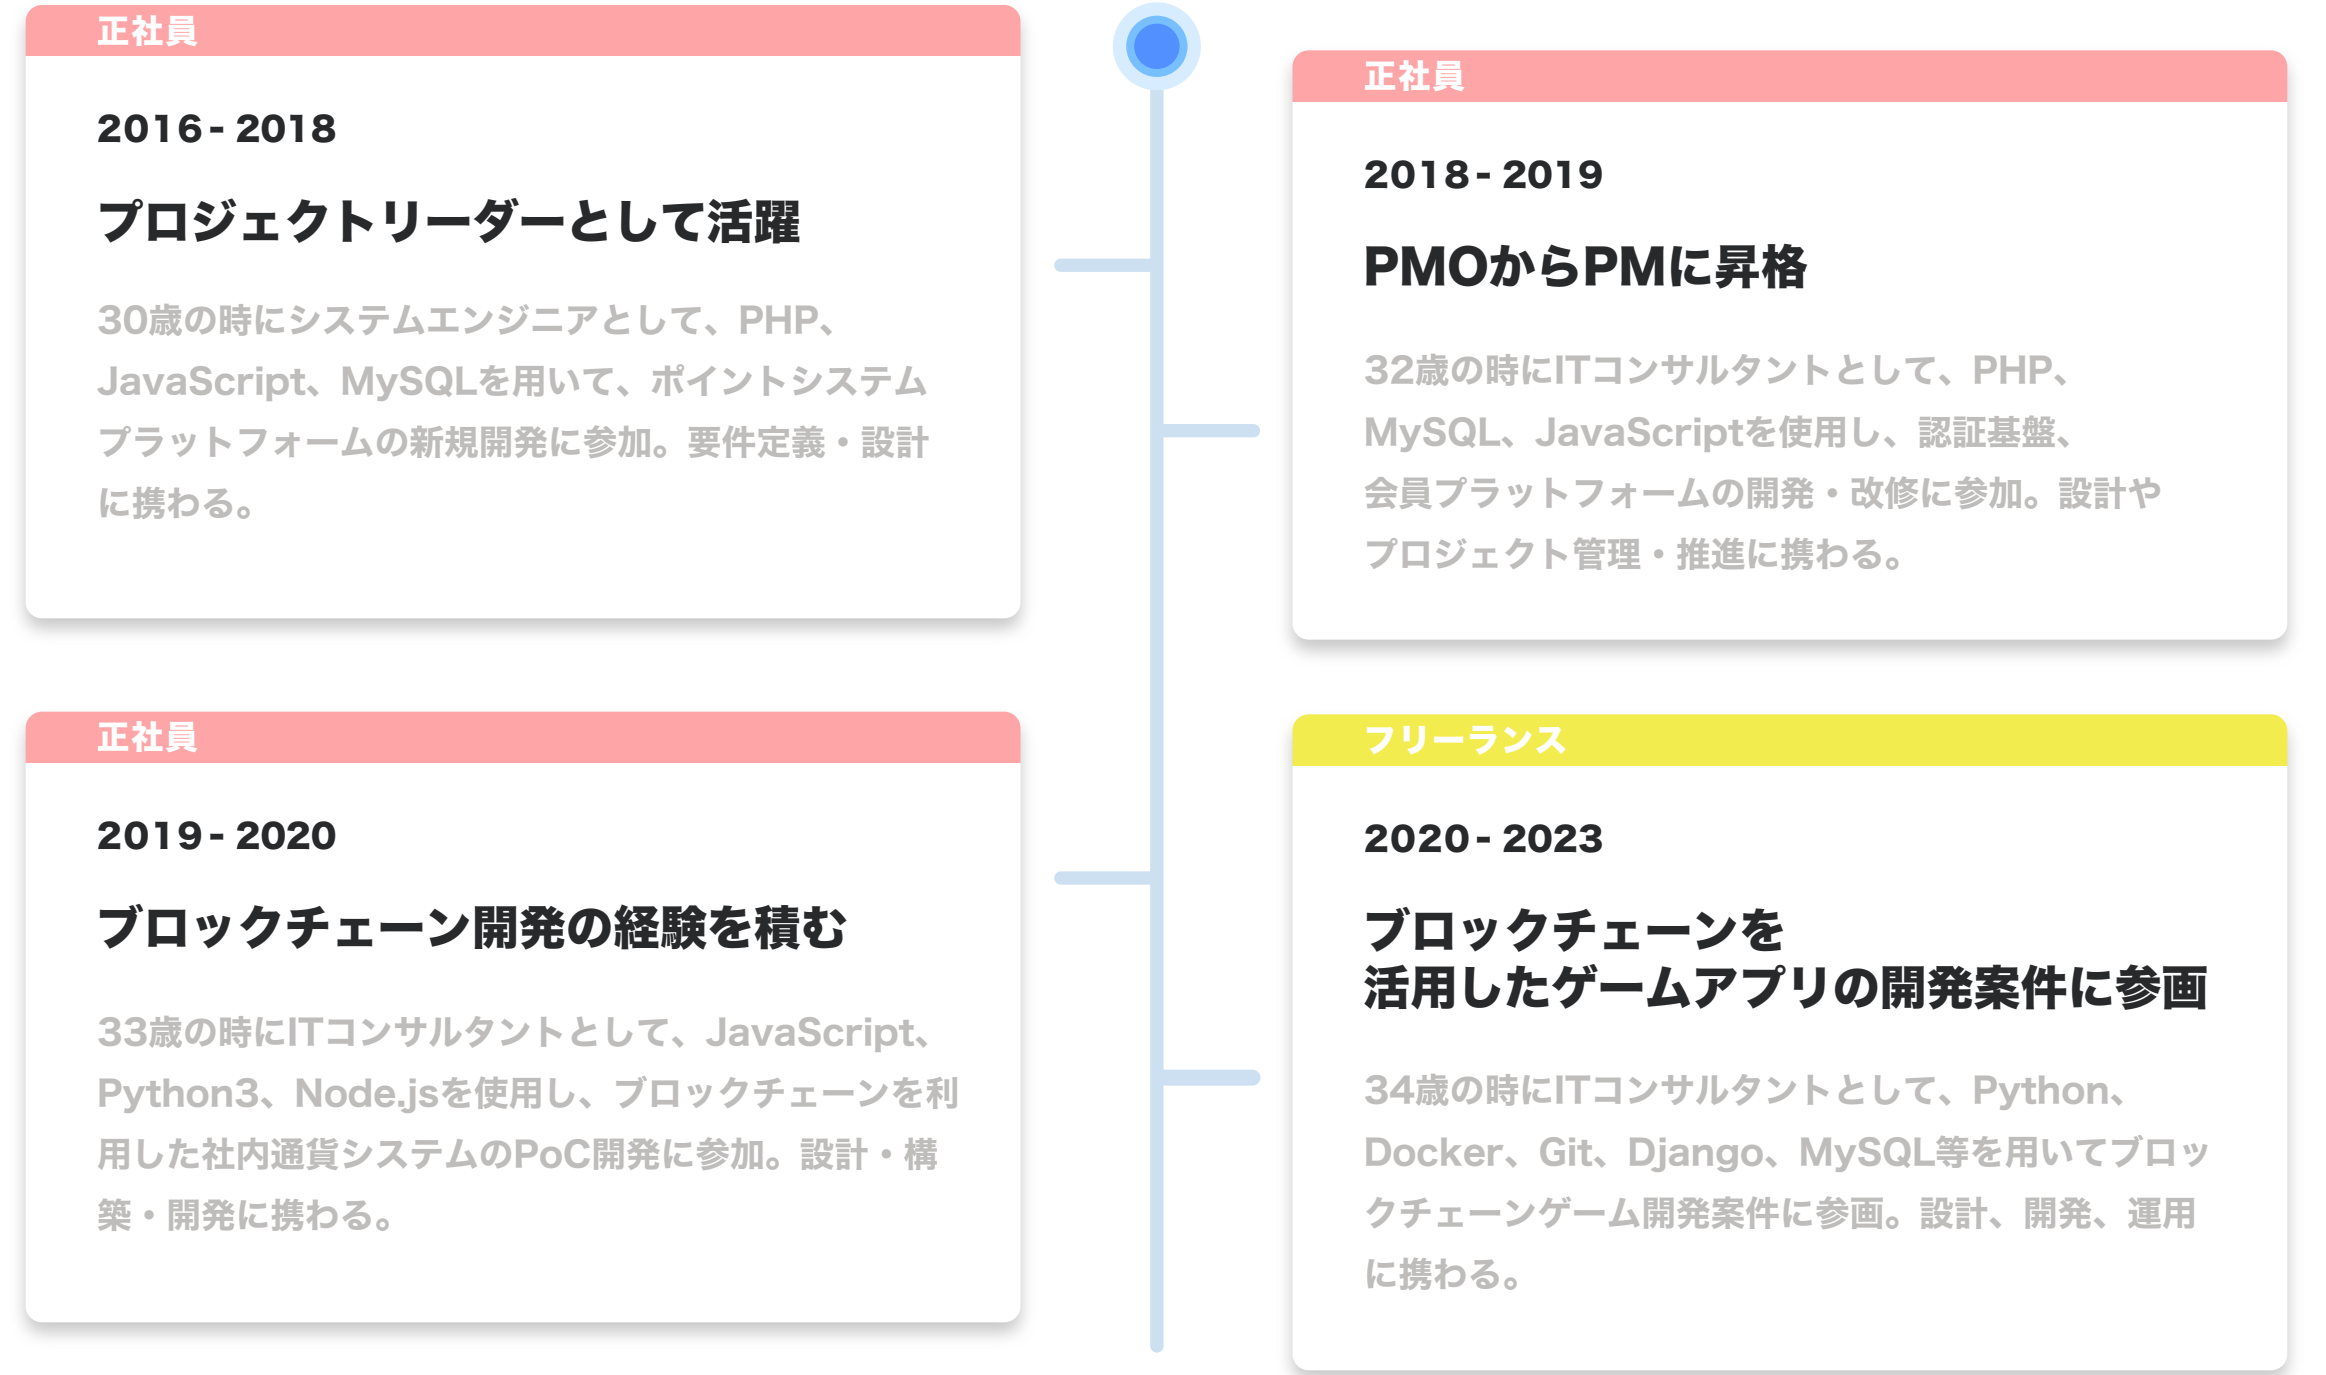 正社員
2016 - 2018
プロジェクトリーダーとして活躍
30歳の時にシステムエンジニアとして、PHP、
JavaScript、MySQLを用いて、ポイントシステム
プラットフォームの新規開発に参加。要件定義・設計
に携わる。
正社員
2018 - 2019
PMOからPMに昇格
32歳の時にITコンサルタントとして、PHP、
MySQL、JavaScriptを使用し、認証基盤、
会員プラットフォームの開発・改修に参加。設計や
プロジェクト管理・推進に携わる。
正社員
2019 - 2020
ブロックチェーン開発の経験を積む
33歳の時にITコンサルタントとして、JavaScript、
Python3、Node.jsを使用し、ブロックチェーンを利
用した社内通貨システムのPoC開発に参加。設計・構
築・開発に携わる。
フリーランス
2020 - 2023
ブロックチェーンを
活用したゲームアプリの開発案件に参画
34歳の時にITコンサルタントとして、Python、
Docker、Git、Django、MySQL等を用いてブロッ
クチェーンゲーム開発案件に参画。設計、開発、運用
に携わる。